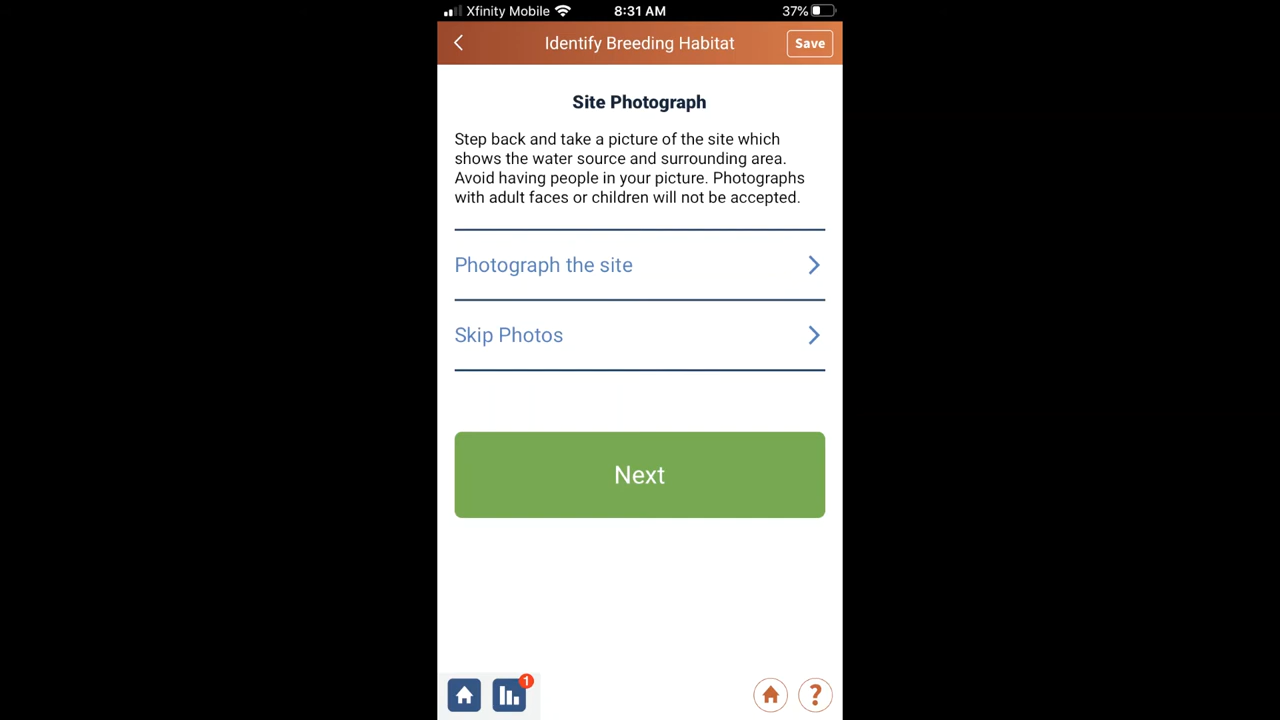 Xfinity Mobile 8:31 AM 37%
Identify Breeding Habitat Save
Site Photograph
Step back and take a picture of the site which
shows the water source and surrounding area.
Avoid having people in your picture. Photographs
with adult faces or children will not be accepted.
Photograph the site
Skip Photos
Next
1
?